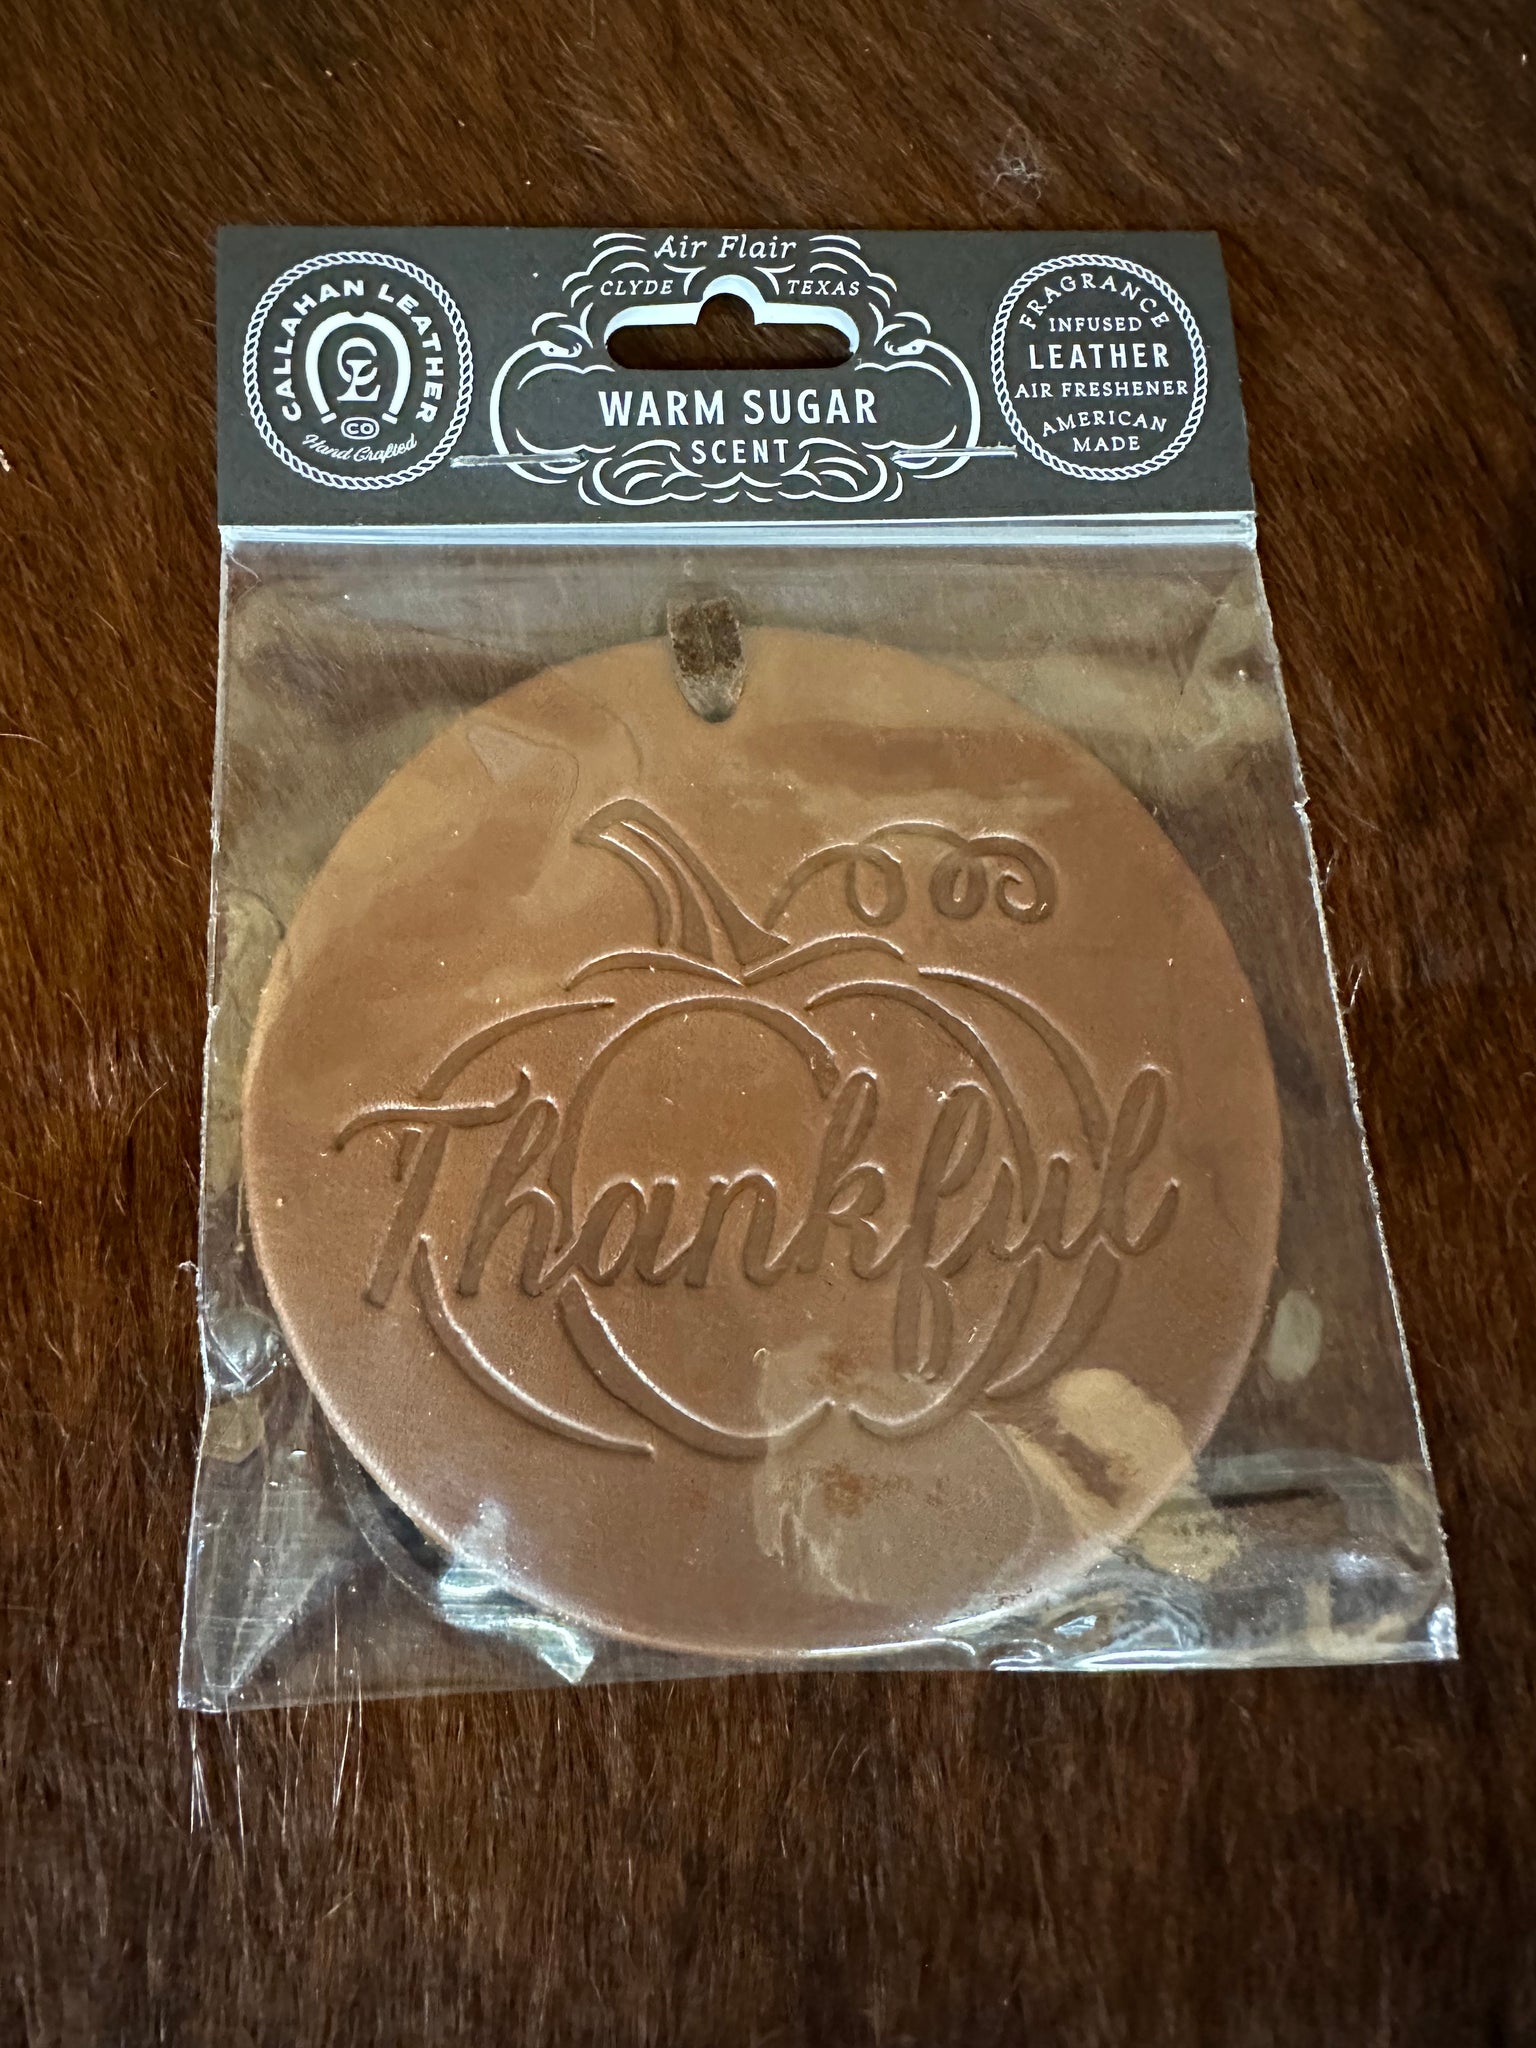 Air Flair
CLYDE TEXAS
CALLAHAN LEATHER
CL
CO
Hand Crafted
WARM SUGAR
SCENT
FRAGRANCE
INFUSED
LEATHER
AIR FRESHENER
AMERICAN
MADE
Thankful